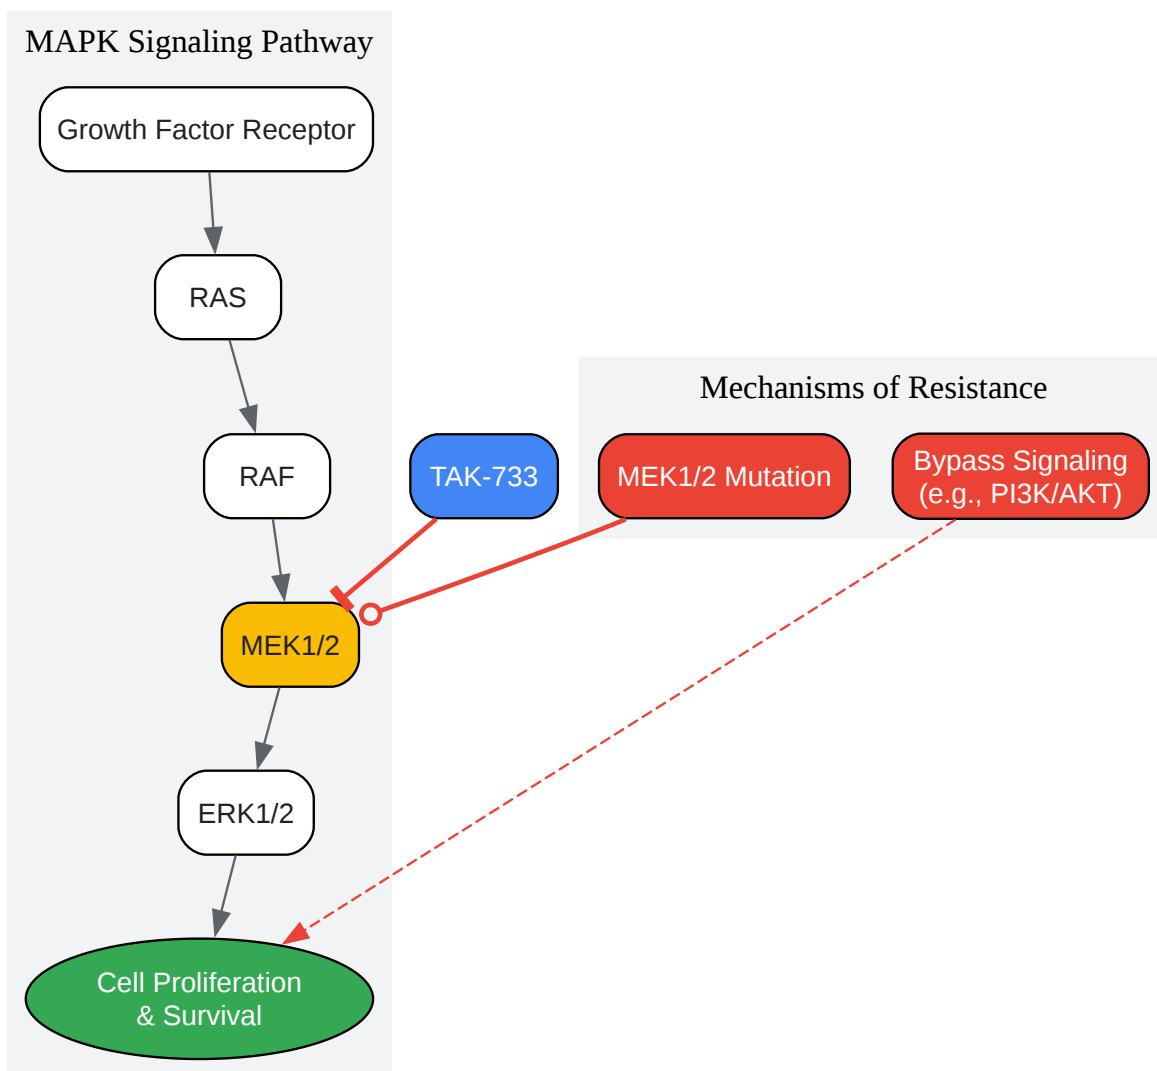 MAPK Signaling Pathway
Growth Factor Receptor
RAS
Mechanisms of Resistance
RAF
TAK-733
MEK1/2 Mutation
Bypass Signaling
(e.g., PI3K/AKT)
MEK1/2
ERK1/2
Cell Proliferation
& Survival